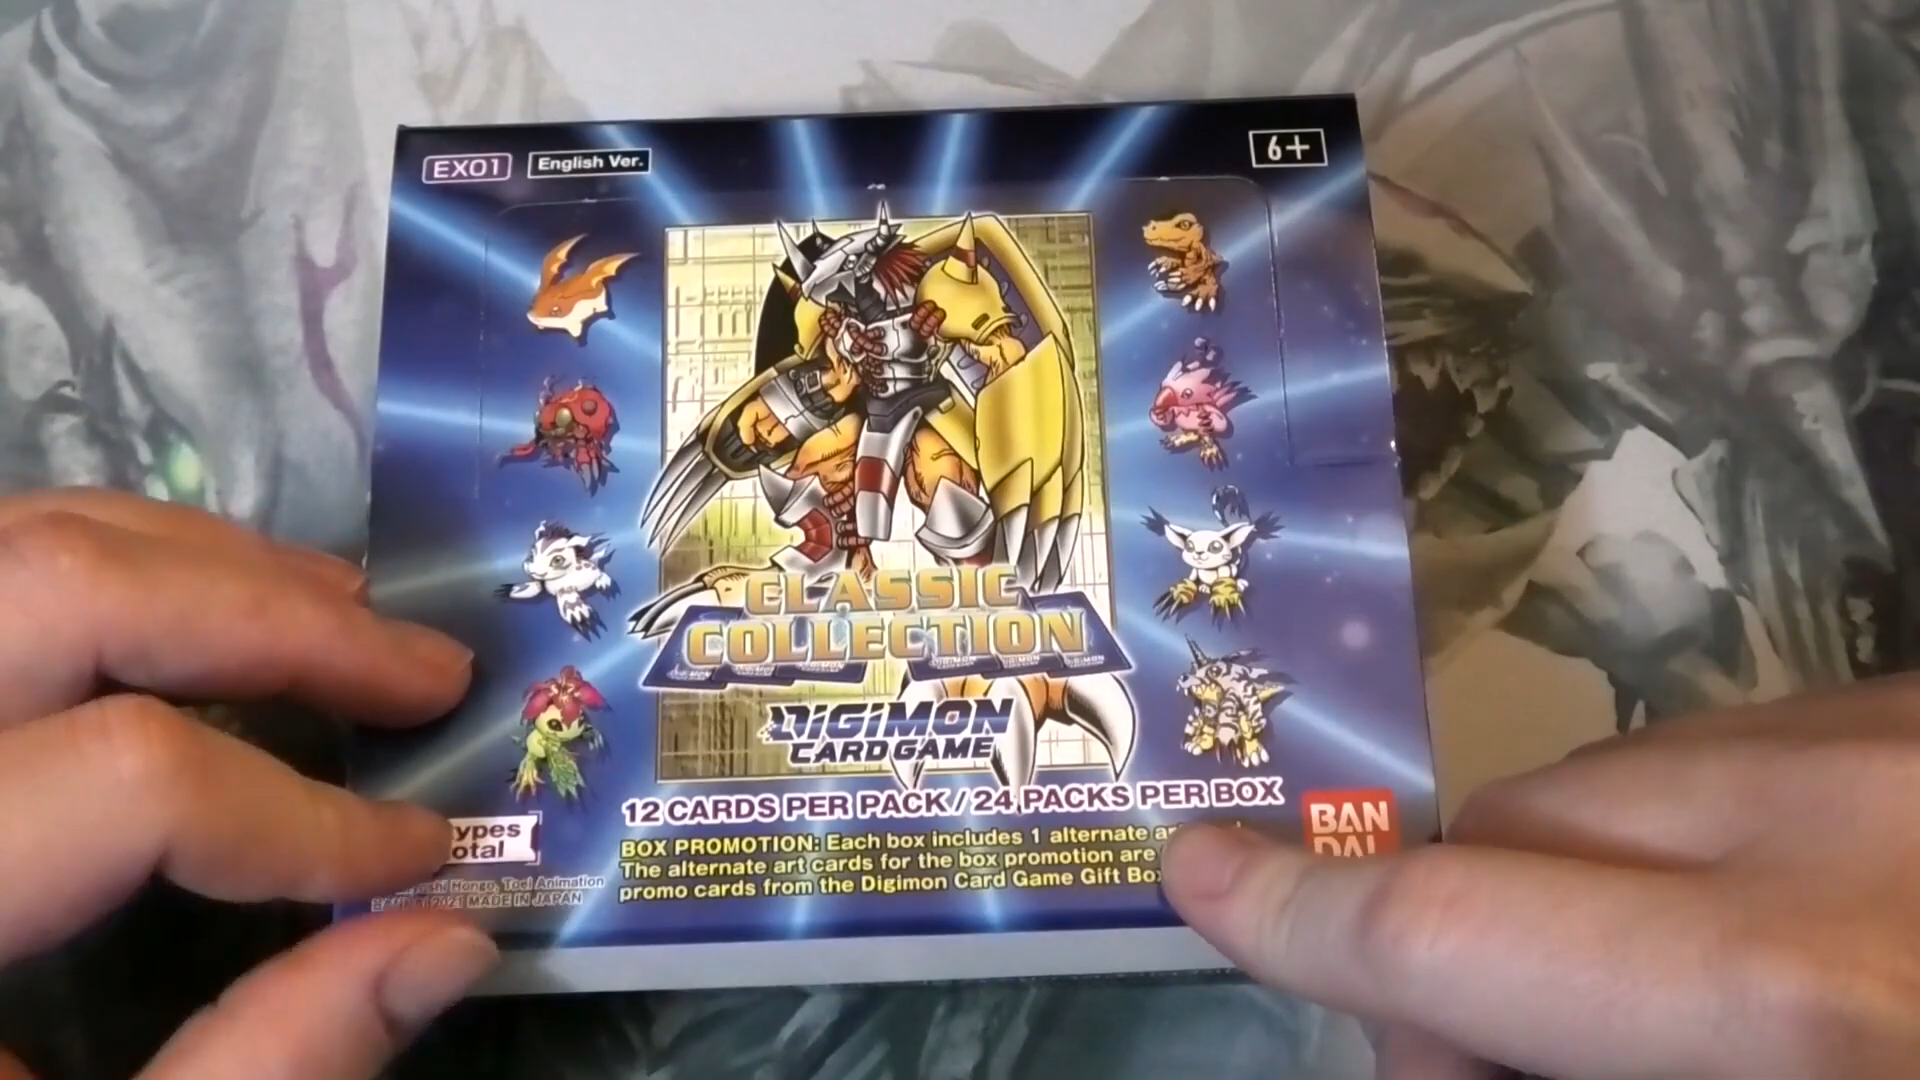 EX01
English Ver.
6+
CLASSIC
COLLECTION
DIGIMON
CARD GAME
12 CARDS PER PACK / 24 PACKS PER BOX
BAN
DAI
BOX PROMOTION: Each box includes 1 alternate
The alternate art cards for the box promotion are
promo cards from the Digimon Card Game Gift
Hongo, Toei Animation
2021 MADE IN JAPAN